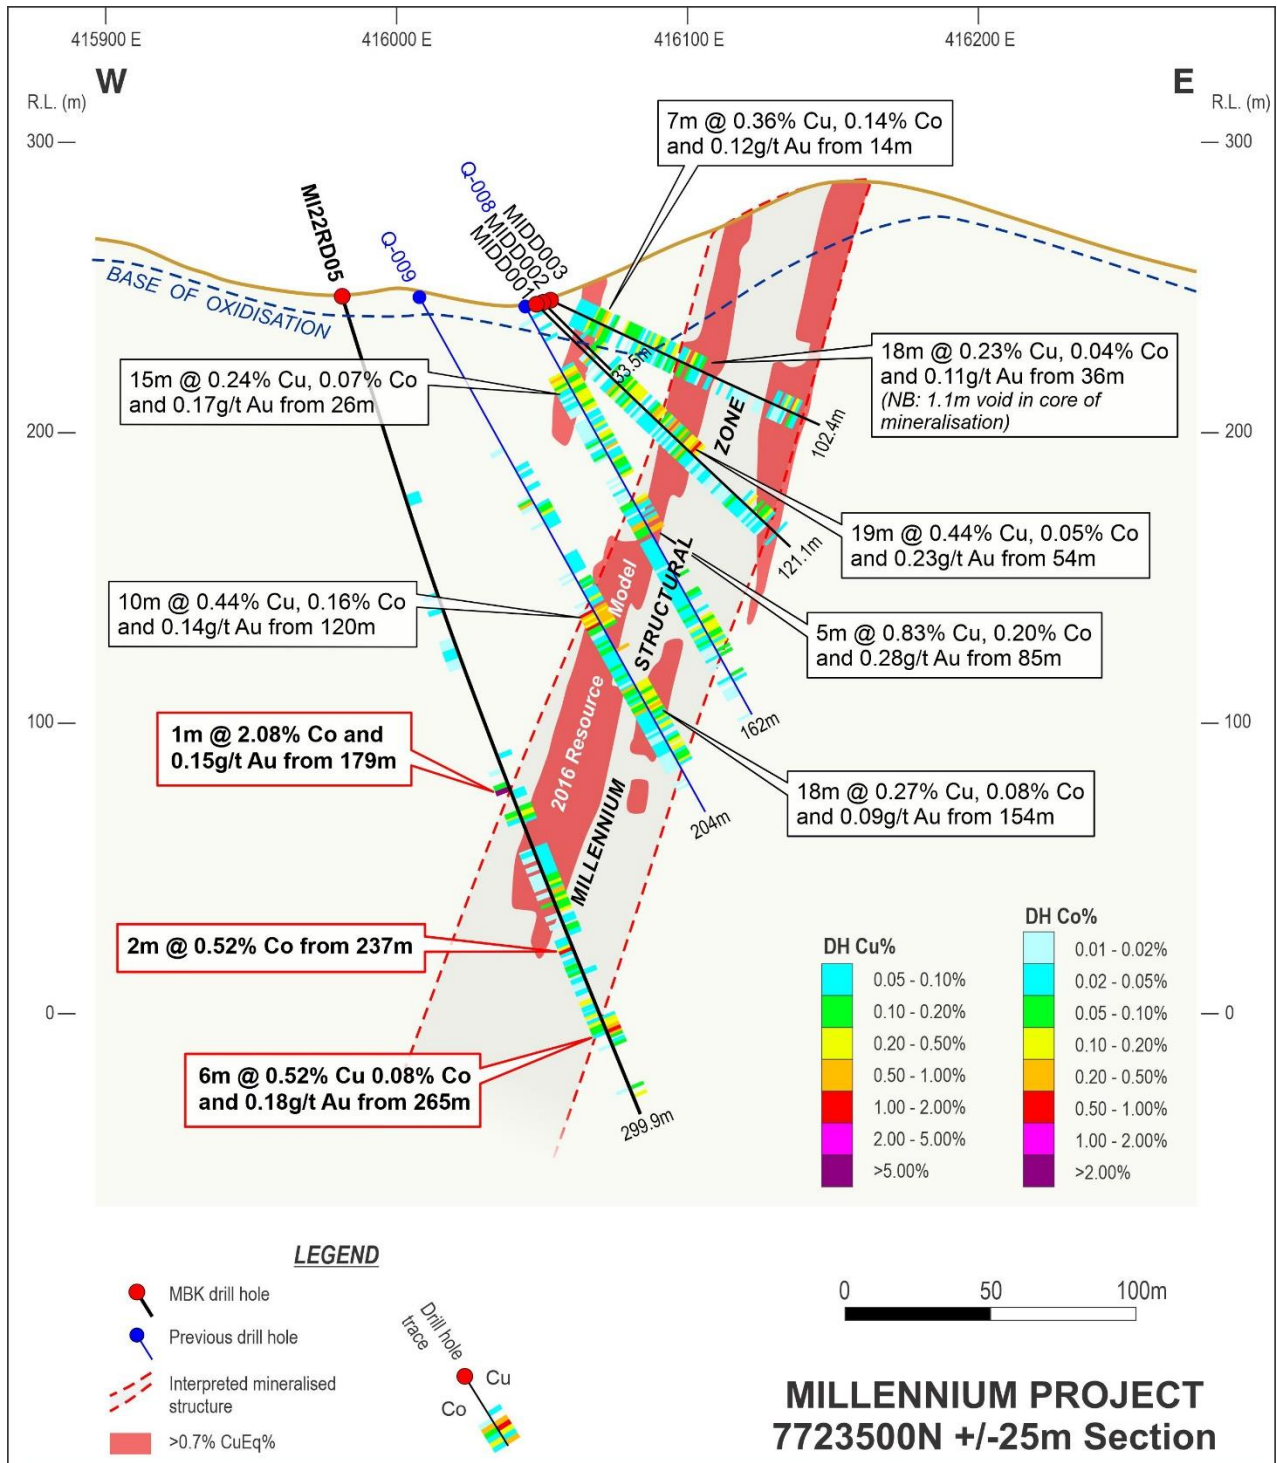 415900 E
416000 E
416100 E
416200 E
W
E
R.L. (m)
R.L. (m)
300
300
200
200
100
100
0
0
7m @ 0.36% Cu, 0.14% Co
and 0.12g/t Au from 14m
MI22RD05
Q-009
Q-008
MIDD001
MIDD002
MIDD003
BASE OF OXIDISATION
15m @ 0.24% Cu, 0.07% Co
and 0.17g/t Au from 26m
33.5m
18m @ 0.23% Cu, 0.04% Co
and 0.11g/t Au from 36m
(NB: 1.1m void in core of
mineralisation)
102.4m
19m @ 0.44% Cu, 0.05% Co
and 0.23g/t Au from 54m
121.1m
10m @ 0.44% Cu, 0.16% Co
and 0.14g/t Au from 120m
5m @ 0.83% Cu, 0.20% Co
and 0.28g/t Au from 85m
162m
1m @ 2.08% Co and
0.15g/t Au from 179m
18m @ 0.27% Cu, 0.08% Co
and 0.09g/t Au from 154m
204m
2016 Resource Model
MILLENNIUM STRUCTURAL ZONE
2m @ 0.52% Co from 237m
6m @ 0.52% Cu 0.08% Co
and 0.18g/t Au from 265m
299.9m
DH Cu%
0.05 - 0.10%
0.10 - 0.20%
0.20 - 0.50%
0.50 - 1.00%
1.00 - 2.00%
2.00 - 5.00%
>5.00%
DH Co%
0.01 - 0.02%
0.02 - 0.05%
0.05 - 0.10%
0.10 - 0.20%
0.20 - 0.50%
0.50 - 1.00%
1.00 - 2.00%
>2.00%
LEGEND
MBK drill hole
Previous drill hole
Interpreted mineralised
structure
>0.7% CuEq%
Drill hole
trace
Cu
Co
0 50 100m
MILLENNIUM PROJECT
7723500N +/-25m Section